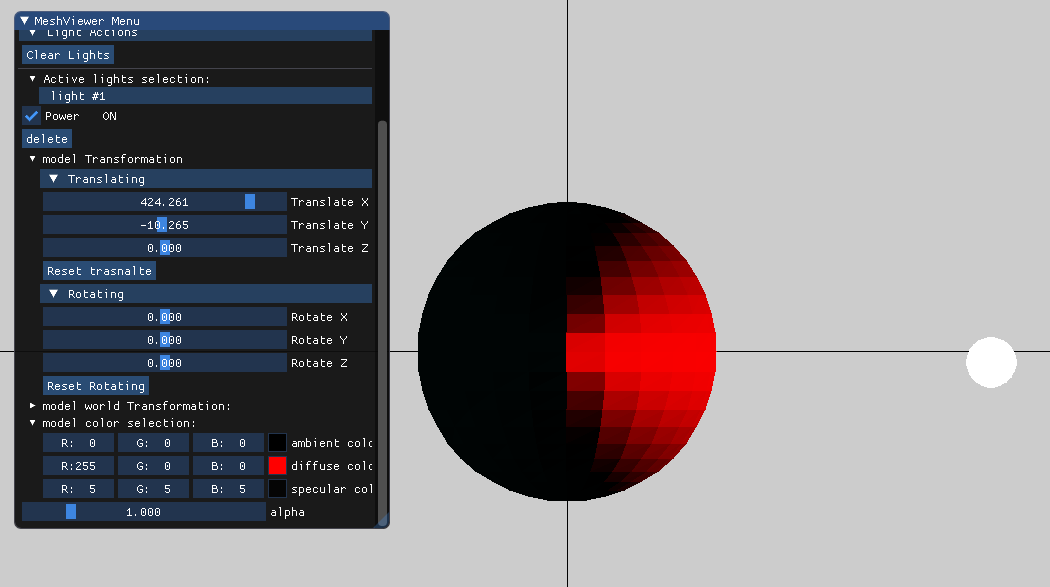 MeshViewer Menu
Light Actions
Clear Lights
Active lights selection:
light #1
Power ON
delete
model Transformation
Translating
424.261 Translate X
-10.265 Translate Y
0.000 Translate Z
Reset trasnalte
Rotating
0.000 Rotate X
0.000 Rotate Y
0.000 Rotate Z
Reset Rotating
model world Transformation:
model color selection:
R: 0 G: 0 B: 0 ambient colo
R:255 G: 0 B: 0 diffuse colo
R: 5 G: 5 B: 5 specular col
1.000 alpha